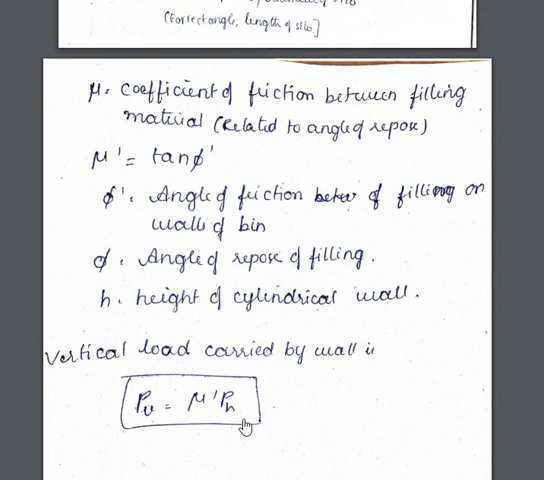 (For rectangle, length of silo]
μ. coefficient of friction between filling
material (Related to angle of repose)
μ' = tanϕ'
ϕ'. Angle of friction of filling on
walls of bin
ϕ. Angle of repose of filling.
h. height of cylindrical wall.
Vertical load carried by wall is
Pv = μ'Ph